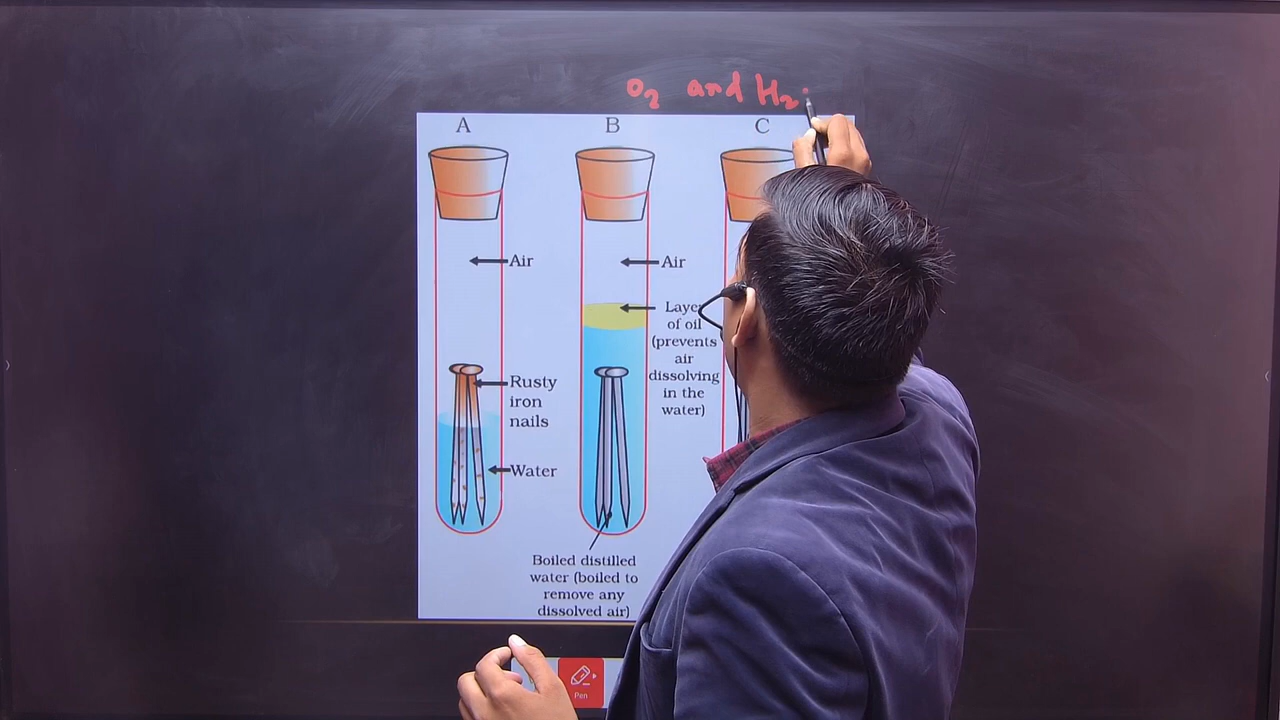 O₂ and H₂
A
B
C
Air
Air
Layer
of oil
(prevents
air
dissolving
in the
water)
Rusty
iron
nails
Water
Boiled distilled
water (boiled to
remove any
dissolved air)
Pen